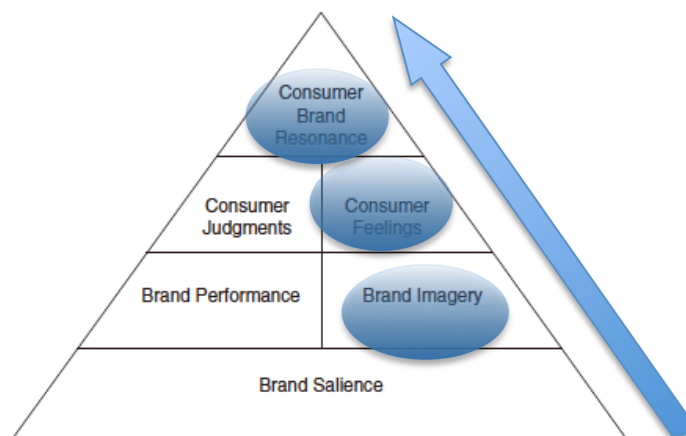 Consumer
Brand
Resonance
Consumer
Judgments
Consumer
Feelings
Brand Performance
Brand Imagery
Brand Salience